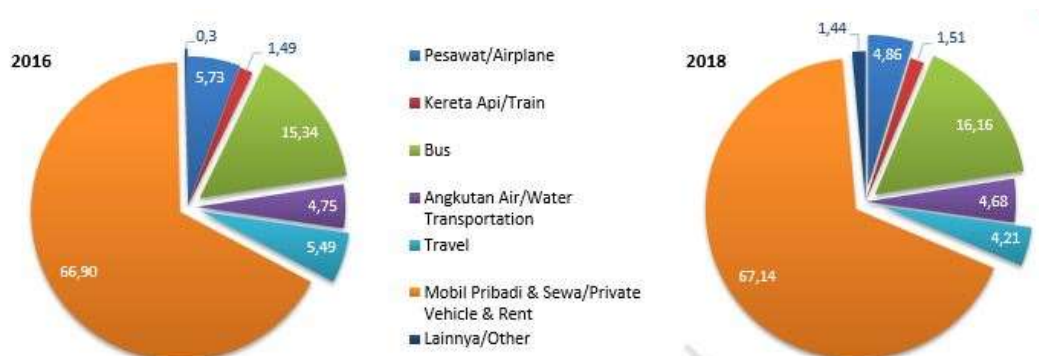 2016
0,3
1,49
5,73
15,34
4,75
5,49
66,90
Pesawat/Airplane
Kereta Api/Train
Bus
Angkutan Air/Water
Transportation
Travel
Mobil Pribadi & Sewa/Private
Vehicle & Rent
Lainnya/Other
2018
1,44
4,86
1,51
16,16
4,68
4,21
67,14